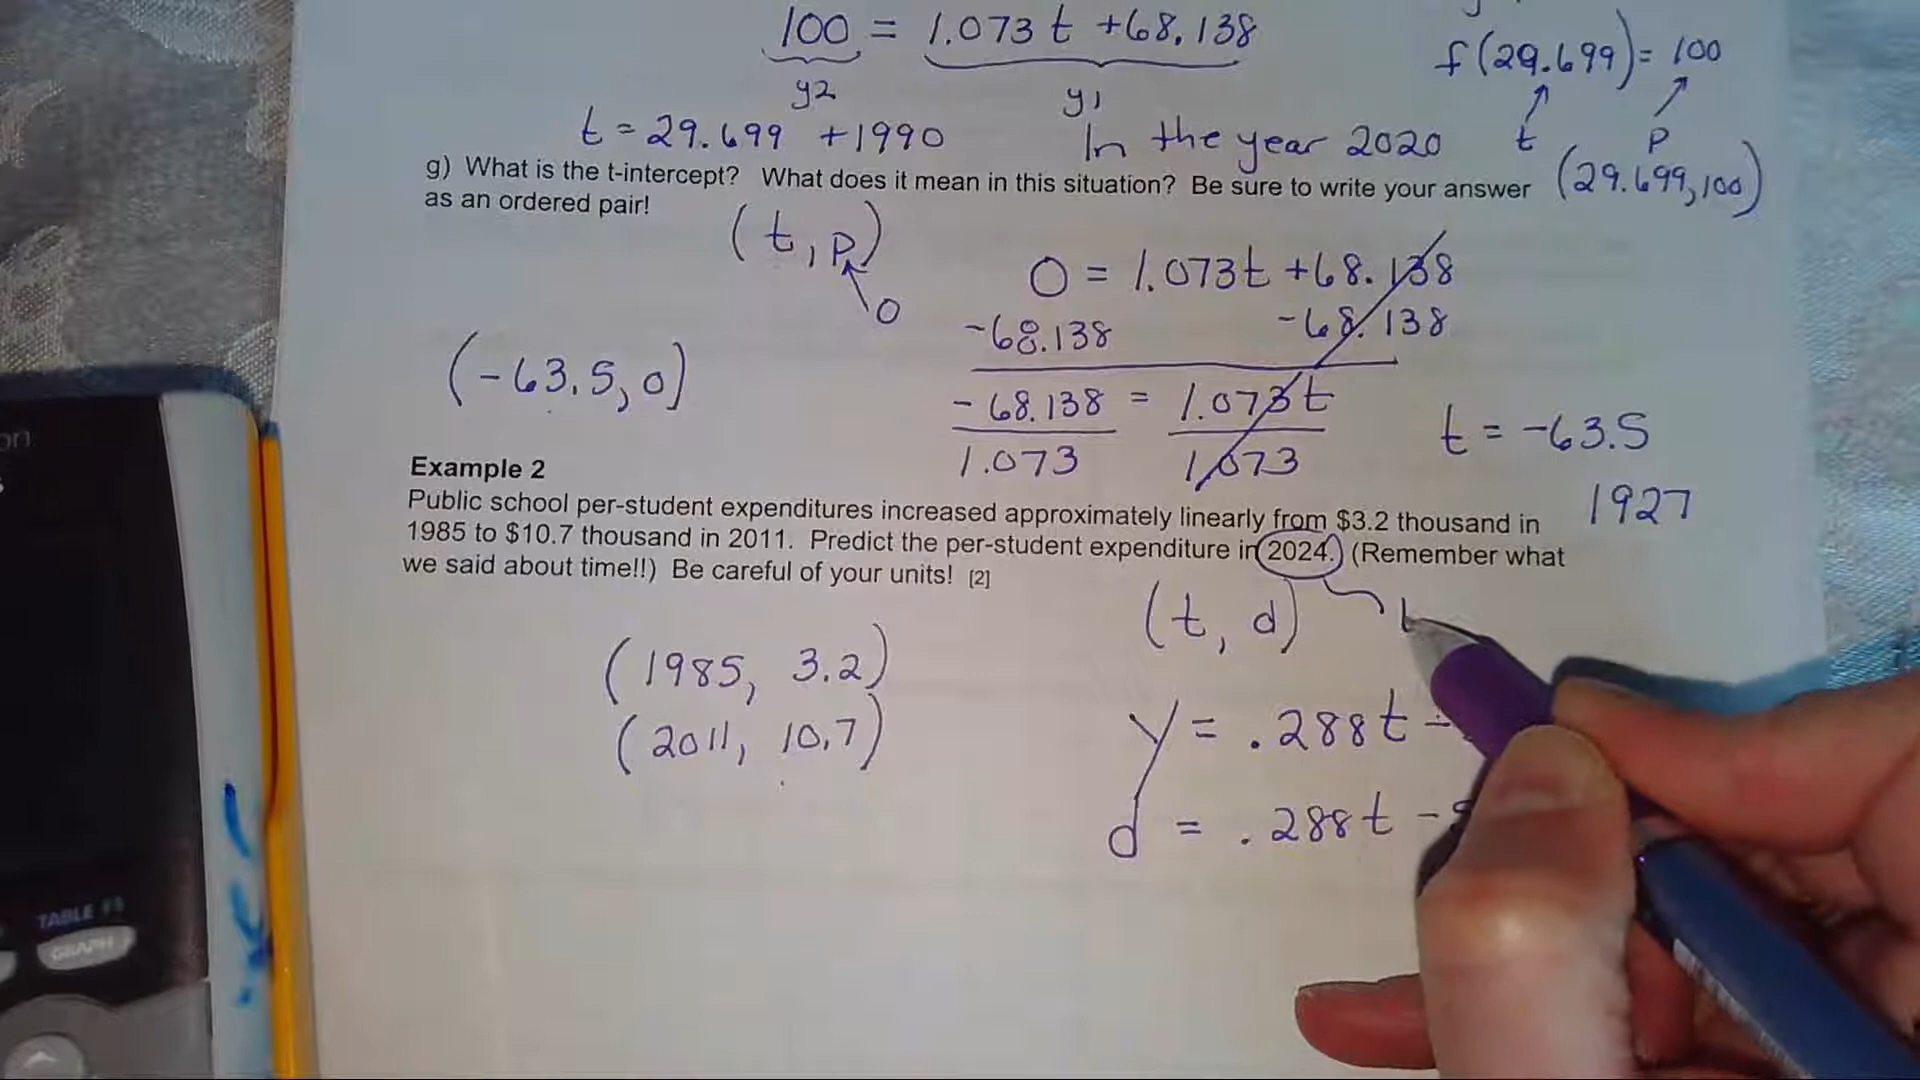 100 = 1.073t + 68.138
y2 y1
f(29.699) = 100
t P
t = 29.699 + 1990 In the year 2020
(29.699, 100)
g) What is the t-intercept? What does it mean in this situation? Be sure to write your answer
as an ordered pair!
(t, P)
0
0 = 1.073t + 68.138
-68.138 -68.138
(-63.5, 0)
-68.138 = 1.073t
1.073 1.073
t = -63.5
1927
Example 2
Public school per-student expenditures increased approximately linearly from $3.2 thousand in
1985 to $10.7 thousand in 2011. Predict the per-student expenditure in 2024. (Remember what
we said about time!!) Be careful of your units! [2]
(t, d)
(1985, 3.2)
(2011, 10.7)
y = .288t -
d = .288t -
TABLE F5
GRAPH